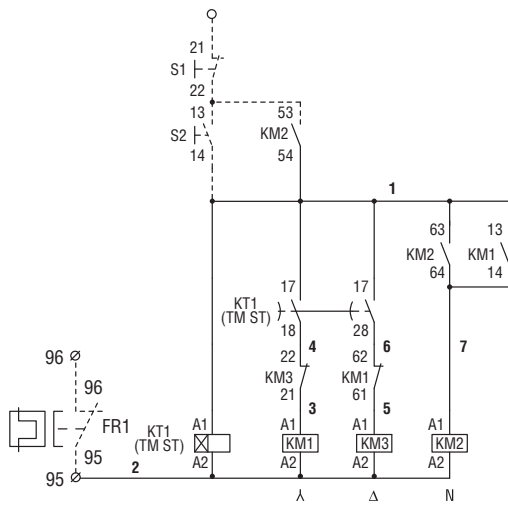 21
S1
22
13 53
S2 KM2
14 54
1
63 13
KM2 KM1
64 14
17 17
KT1
(TM ST)
18 28
4 6 7
22 62
96
KM3 KM1
96
21 61
3 5
FR1
KT1
(TM ST)
A1 A1 A1 A1
KM1 KM3 KM2
95
2
A2 A2 A2 A2
95
⅄ Δ N